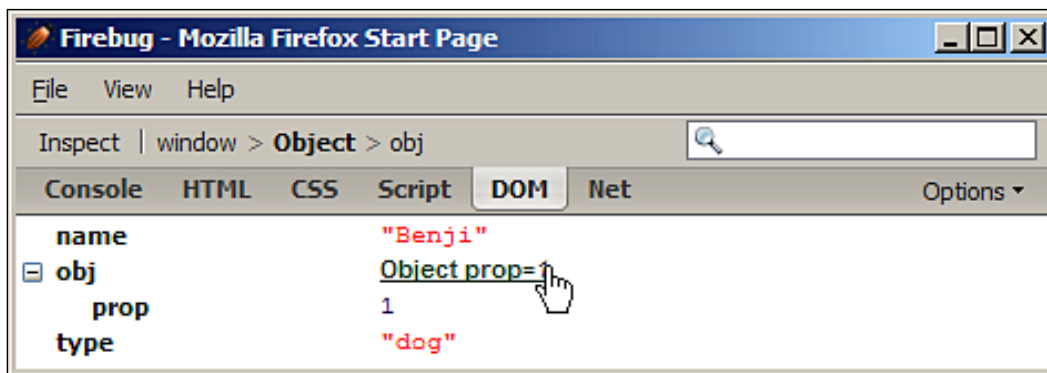 Firebug - Mozilla Firefox Start Page
File View Help
Inspect | window > Object > obj
Console HTML CSS Script DOM Net Options
name "Benji"
obj Object prop=1
prop 1
type "dog"